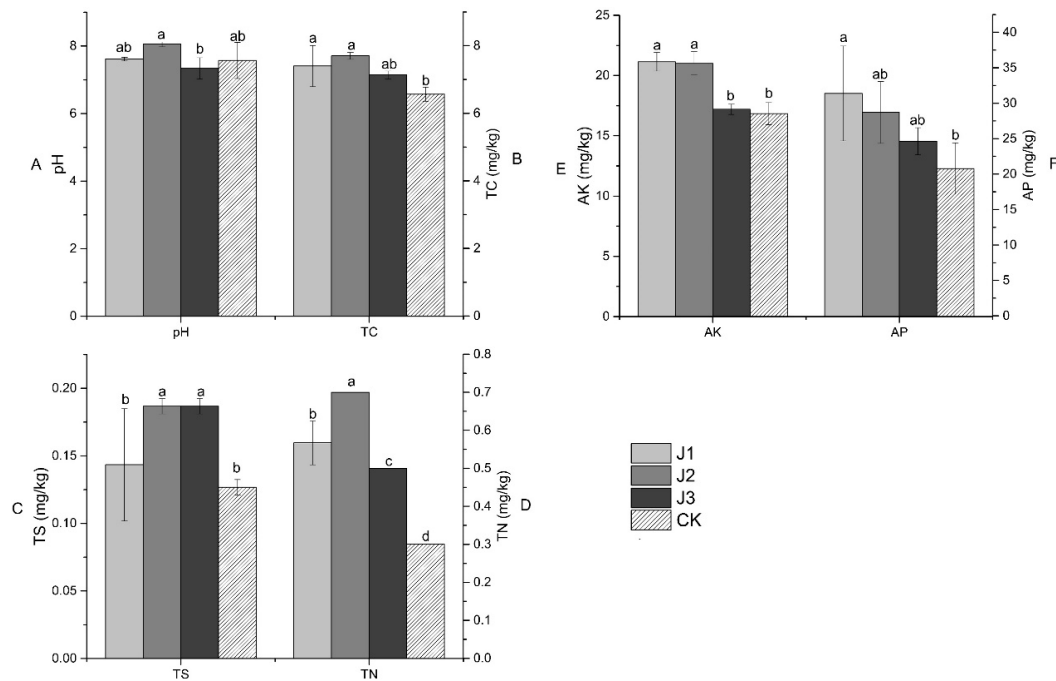 ab a b ab a a ab b
8
6
4
2
0
A
pH
pH TC
8
6
4
2
0
TC (mg/kg)
B
a a b b a ab ab b
25
20
15
10
5
0
E
AK (mg/kg)
AK AP
40
35
30
25
20
15
10
5
0
AP (mg/kg)
F
b a a b b a c d
0.20
0.15
0.10
0.05
0.00
C
TS (mg/kg)
TS TN
0.8
0.7
0.6
0.5
0.4
0.3
0.2
0.1
0.0
TN (mg/kg)
D
J1
J2
J3
CK